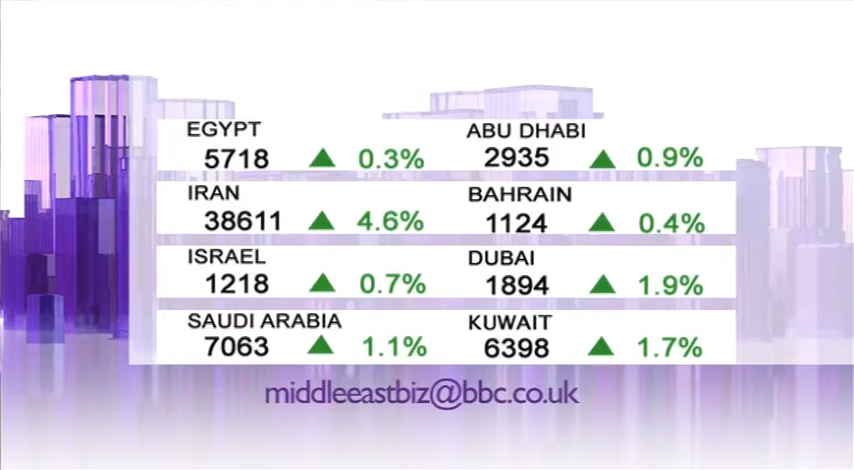 EGYPT
5718 ▲ 0.3%
IRAN
38611 ▲ 4.6%
ISRAEL
1218 ▲ 0.7%
SAUDI ARABIA
7063 ▲ 1.1%
ABU DHABI
2935 ▲ 0.9%
BAHRAIN
1124 ▲ 0.4%
DUBAI
1894 ▲ 1.9%
KUWAIT
6398 ▲ 1.7%
middleeastbiz@bbc.co.uk